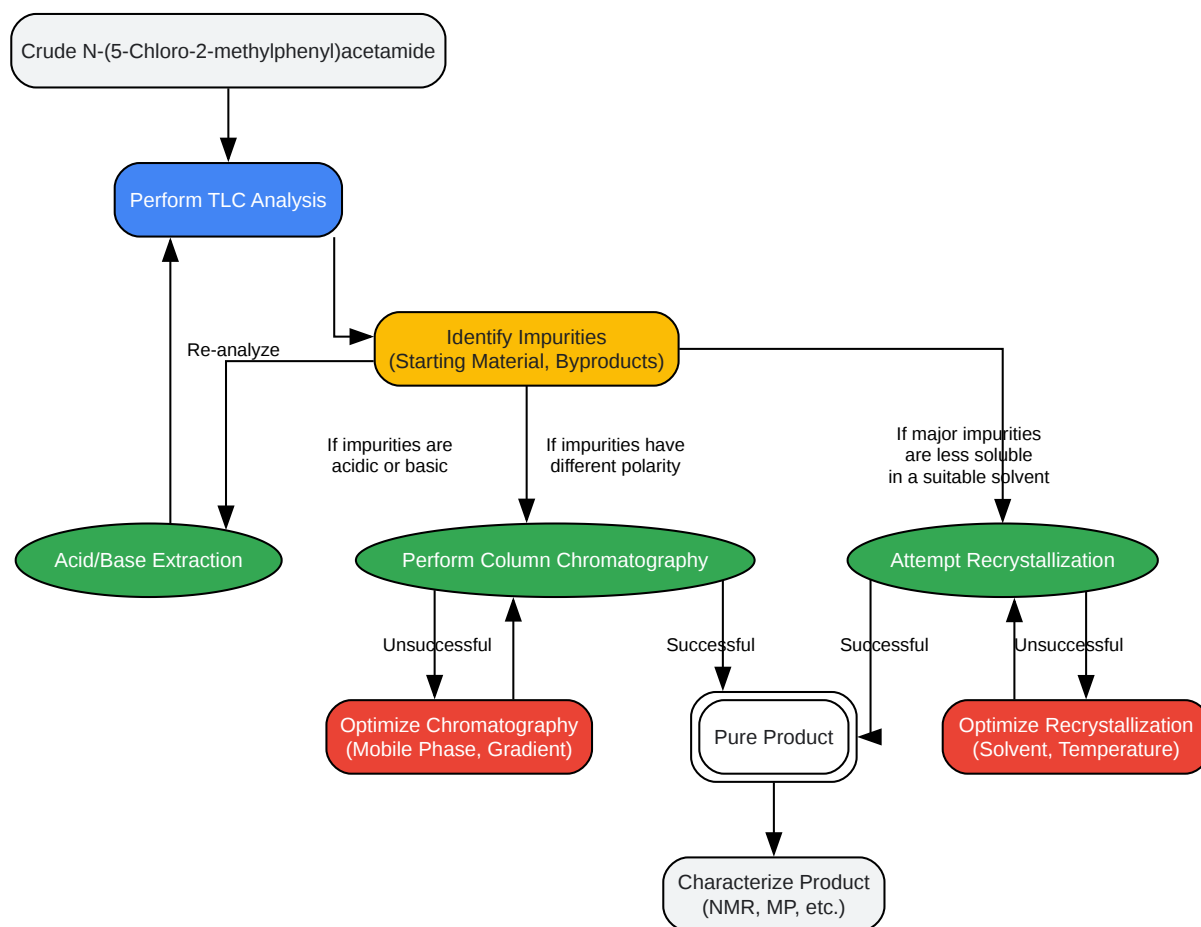 Crude N-(5-Chloro-2-methylphenyl)acetamide
Perform TLC Analysis
Identify Impurities
(Starting Material, Byproducts)
Re-analyze
If impurities are
acidic or basic
If impurities have
different polarity
If major impurities
are less soluble
in a suitable solvent
Acid/Base Extraction
Perform Column Chromatography
Attempt Recrystallization
Unsuccessful
Successful
Successful
Unsuccessful
Optimize Chromatography
(Mobile Phase, Gradient)
Pure Product
Optimize Recrystallization
(Solvent, Temperature)
Characterize Product
(NMR, MP, etc.)